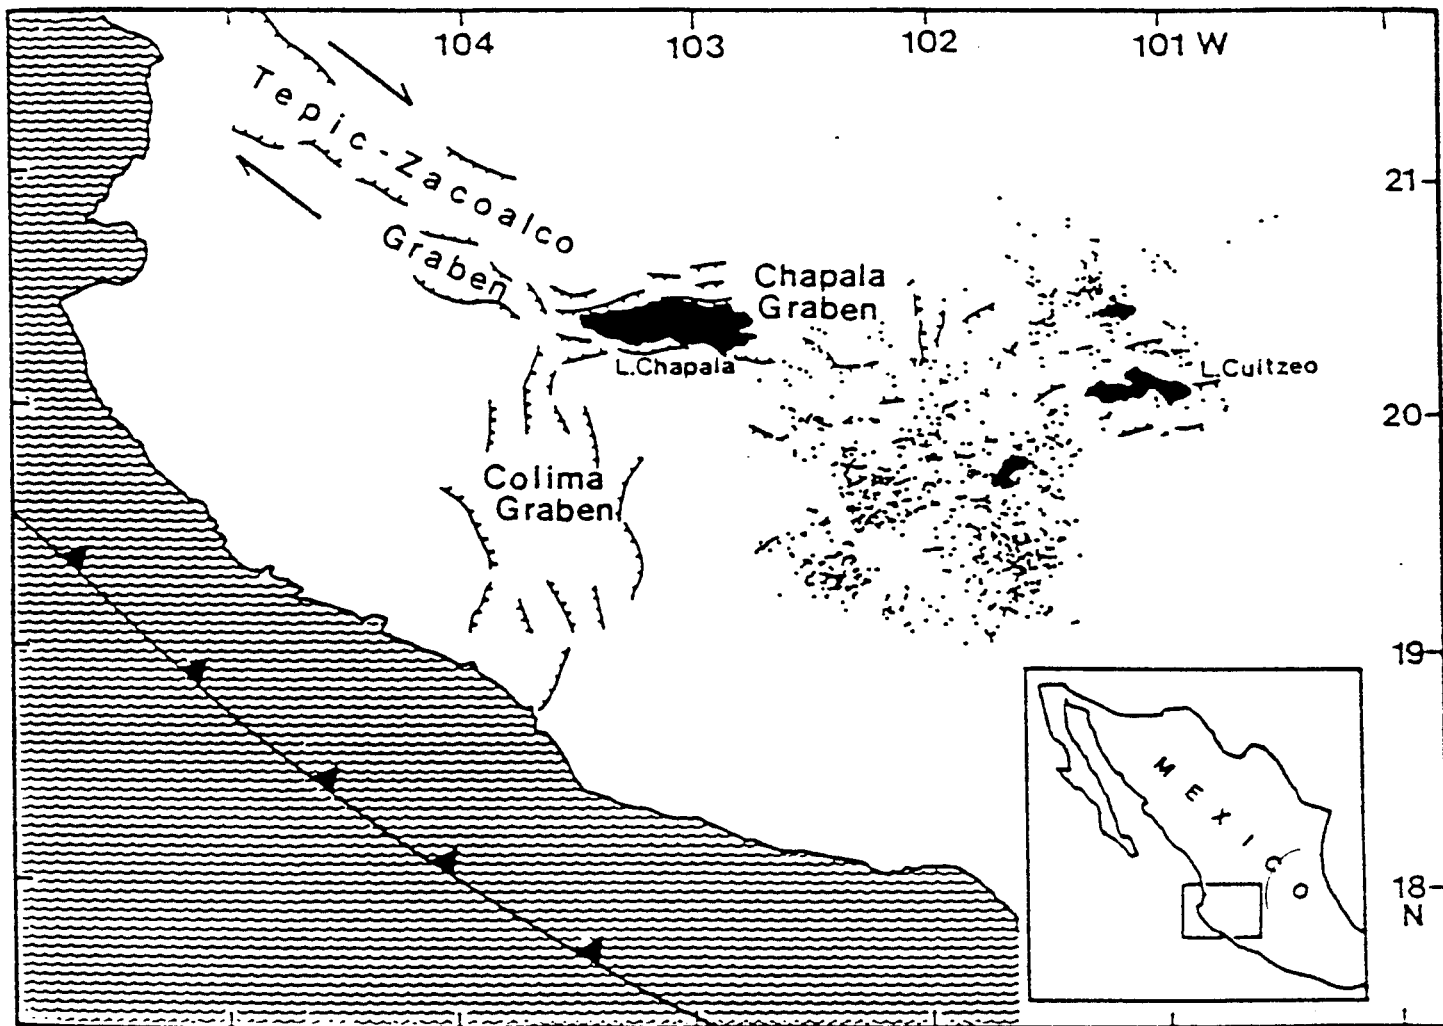 104
103
102
101 W
Tepic-Zacoalco
Graben
21
Chapala
Graben
L.Chapala
L.Cuitzeo
20
Colima
Graben
19
MEXICO
18
N